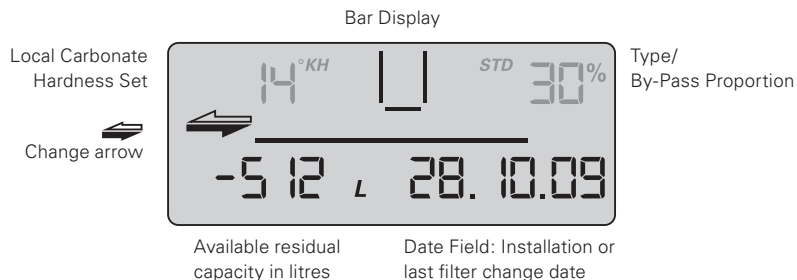 Bar Display
Local Carbonate
Hardness Set
14 °KH
STD 30%
Type/
By-Pass Proportion
Change arrow
-512 L 28.10.09
Available residual
capacity in litres
Date Field: Installation or
last filter change date